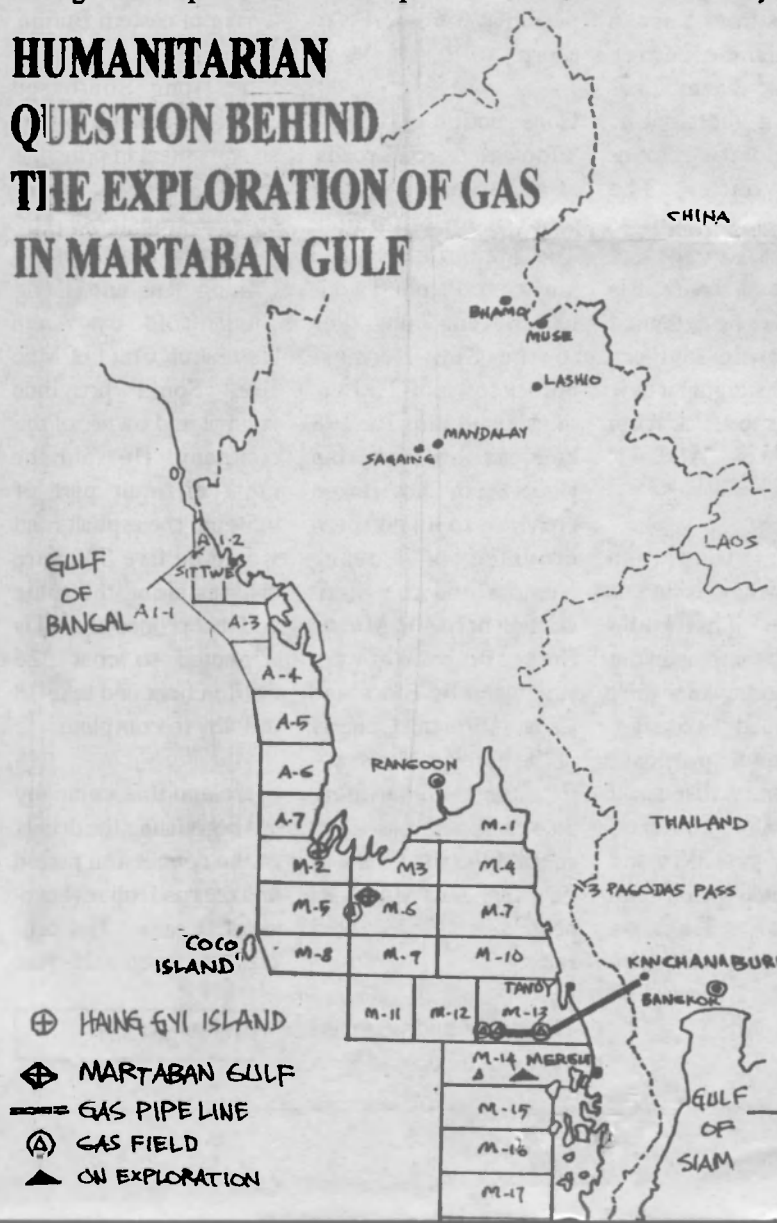 HUMANITARIAN
QUESTION BEHIND
THE EXPLORATION OF GAS
IN MARTABAN GULF
CHINA
BHAMO
MUSE
LASHIO
MANDALAY
SAGAING
LAOS
A1-2
SITTWE
GULF
OF
BANGAL
A1-1
A-3
A-4
A-5
A-6
A-7
RANGOON
M-1
THAILAND
M-2
M3
M-4
3 PAGODAS PASS
M-5
M-6
M-7
COCO
ISLAND
M-8
M-9
M-10
KANCHANABURI
TANOY
BANGKOK
M-11
M-12
M-13
M-14
MERGUI
M-15
M-16
M-17
GULF
OF
SIAM
HAING GYI ISLAND
MARTABAN GULF
GAS PIPE LINE
A GAS FIELD
ON EXPLORATION